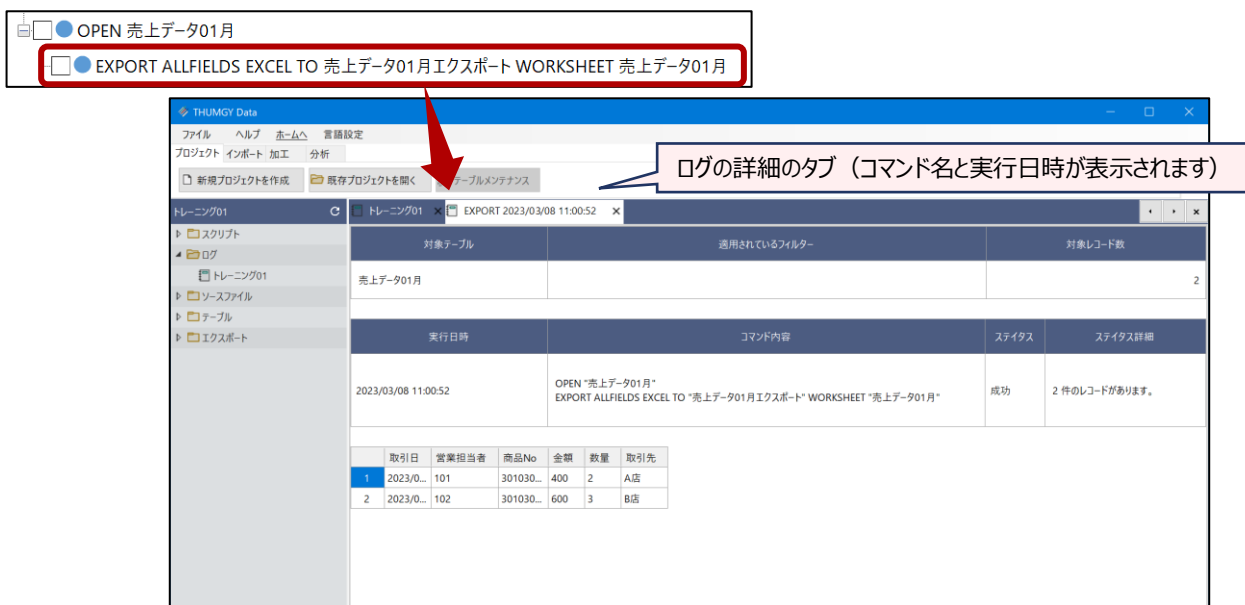 OPEN 売上データ01月
EXPORT ALLFIELDS EXCEL TO 売上データ01月エクスポート WORKSHEET 売上データ01月
THUMGY Data
ファイル ヘルプ ホームへ 言語設定
プロジェクト インポート 加工 分析
ログの詳細のタブ（コマンド名と実行日時が表示されます）
新規プロジェクトを作成 既存プロジェクトを開く テーブルメンテナンス
トレーニング01 トレーニング01 EXPORT 2023/03/08 11:00:52
スクリプト
ログ
トレーニング01
ソースファイル
テーブル
エクスポート
対象テーブル 適用されているフィルター 対象レコード数
売上データ01月 2
実行日時 コマンド内容 ステイタス ステイタス詳細
2023/03/08 11:00:52 OPEN "売上データ01月" 成功 2 件のレコードがあります。
EXPORT ALLFIELDS EXCEL TO "売上データ01月エクスポート" WORKSHEET "売上データ01月"
取引日 営業担当者 商品No 金額 数量 取引先
1 2023/0... 101 301030... 400 2 A店
2 2023/0... 102 301030... 600 3 B店